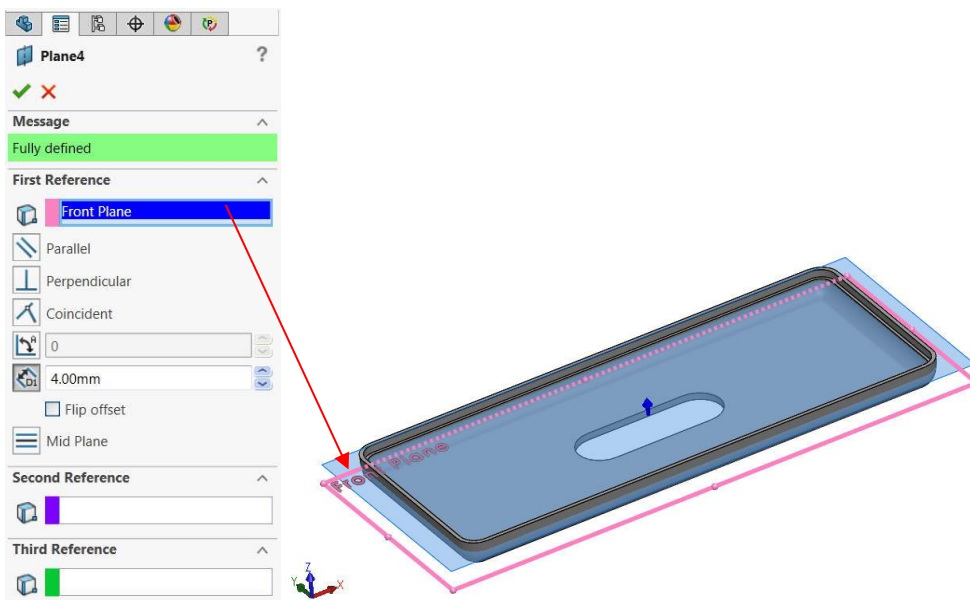 Plane4
?
Message
Fully defined
First Reference
Front Plane
Parallel
Perpendicular
Coincident
0
D1
4.00mm
Flip offset
Mid Plane
Second Reference
Third Reference
Front Plane
Z
Y
X